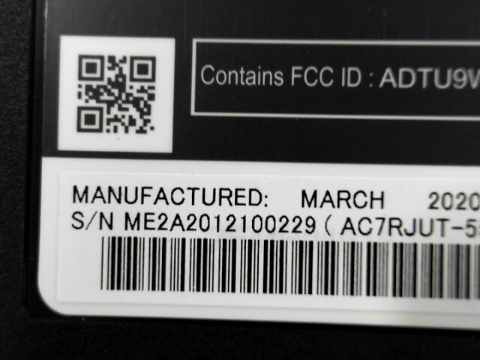 Contains FCC ID : ADTU9W
MANUFACTURED: MARCH 2020
S/N ME2A2012100229 ( AC7RJUT-5